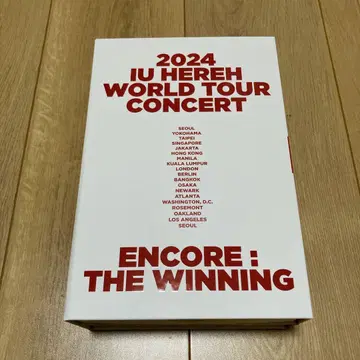 2024
IU HEREH
WORLD TOUR
CONCERT
SEOUL
YOKOHAMA
TAIPEI
SINGAPORE
JAKARTA
HONG KONG
MANILA
KUALA LUMPUR
LONDON
BERLIN
BANGKOK
OSAKA
NEWARK
ATLANTA
WASHINGTON, D.C.
ROSEMONT
OAKLAND
LOS ANGELES
SEOUL
ENCORE :
THE WINNING